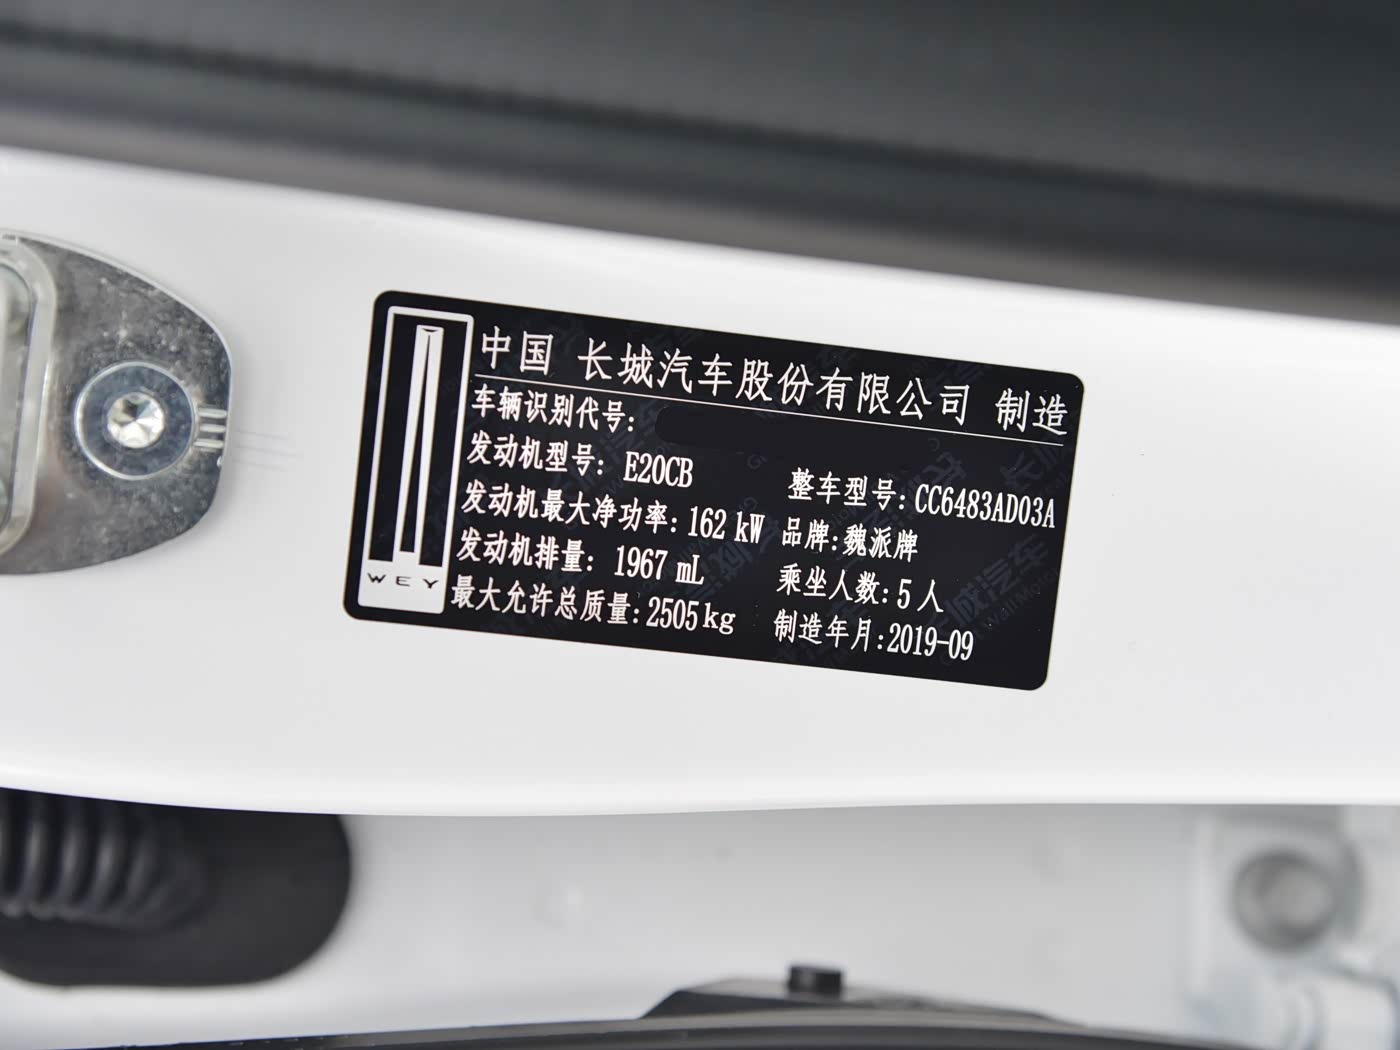 中国 长城汽车股份有限公司 制造
车辆识别代号:
发动机型号: E20CB
整车型号: CC6483AD03A
发动机最大净功率: 162 kW
品牌: 魏派牌
发动机排量: 1967 mL
乘坐人数: 5 人
最大允许总质量: 2505 kg
制造年月: 2019-09
WEY